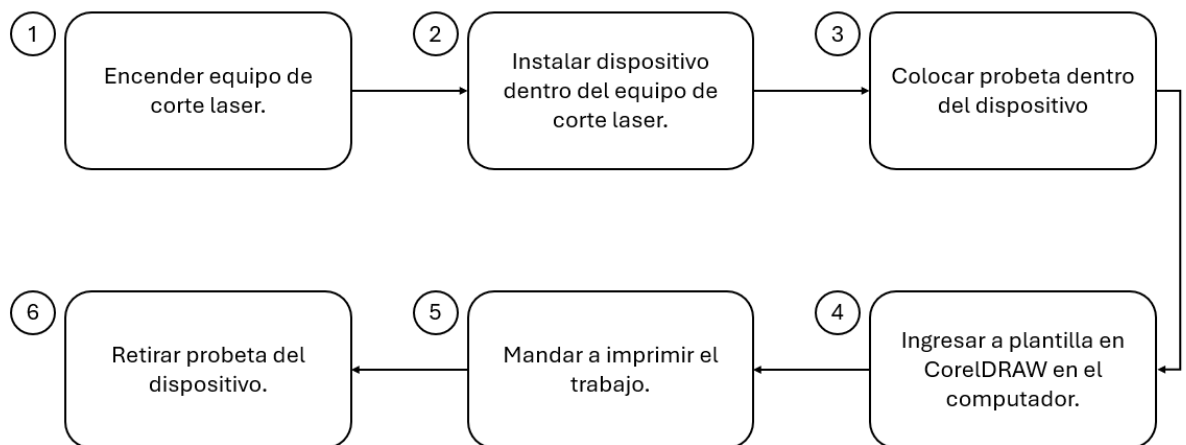 1
Encender equipo de
corte laser.
2
Instalar dispositivo
dentro del equipo de
corte laser.
3
Colocar probeta dentro
del dispositivo
4
Ingresar a plantilla en
CorelDRAW en el
computador.
5
Mandar a imprimir el
trabajo.
6
Retirar probeta del
dispositivo.